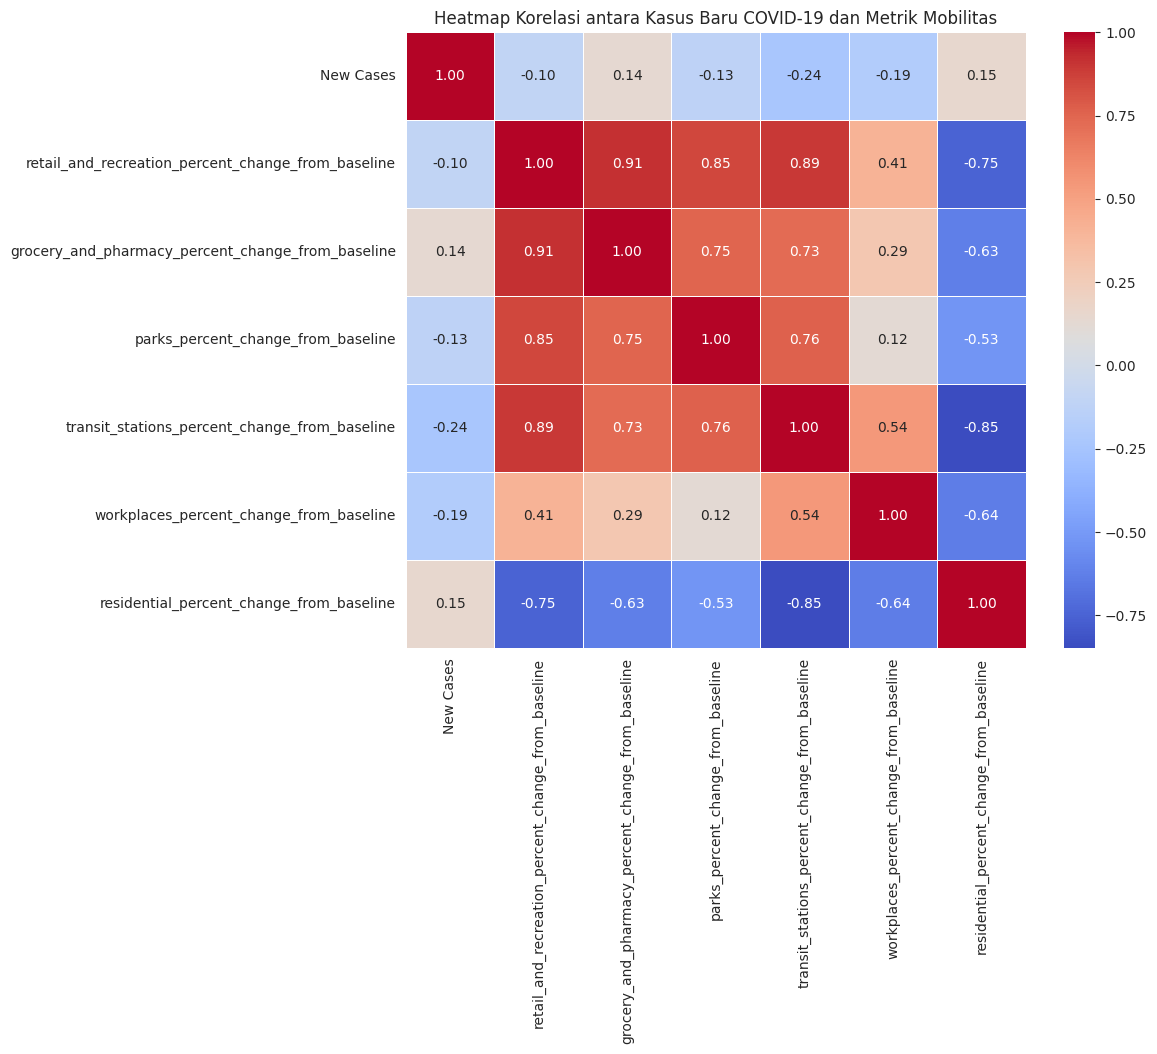 Heatmap Korelasi antara Kasus Baru COVID-19 dan Metrik Mobilitas
New Cases 1.00 -0.10 0.14 -0.13 -0.24 -0.19 0.15
retail_and_recreation_percent_change_from_baseline -0.10 1.00 0.91 0.85 0.89 0.41 -0.75
grocery_and_pharmacy_percent_change_from_baseline 0.14 0.91 1.00 0.75 0.73 0.29 -0.63
parks_percent_change_from_baseline -0.13 0.85 0.75 1.00 0.76 0.12 -0.53
transit_stations_percent_change_from_baseline -0.24 0.89 0.73 0.76 1.00 0.54 -0.85
workplaces_percent_change_from_baseline -0.19 0.41 0.29 0.12 0.54 1.00 -0.64
residential_percent_change_from_baseline 0.15 -0.75 -0.63 -0.53 -0.85 -0.64 1.00
New Cases
retail_and_recreation_percent_change_from_baseline
grocery_and_pharmacy_percent_change_from_baseline
parks_percent_change_from_baseline
transit_stations_percent_change_from_baseline
workplaces_percent_change_from_baseline
residential_percent_change_from_baseline
1.00
0.75
0.50
0.25
0.00
−0.25
−0.50
−0.75